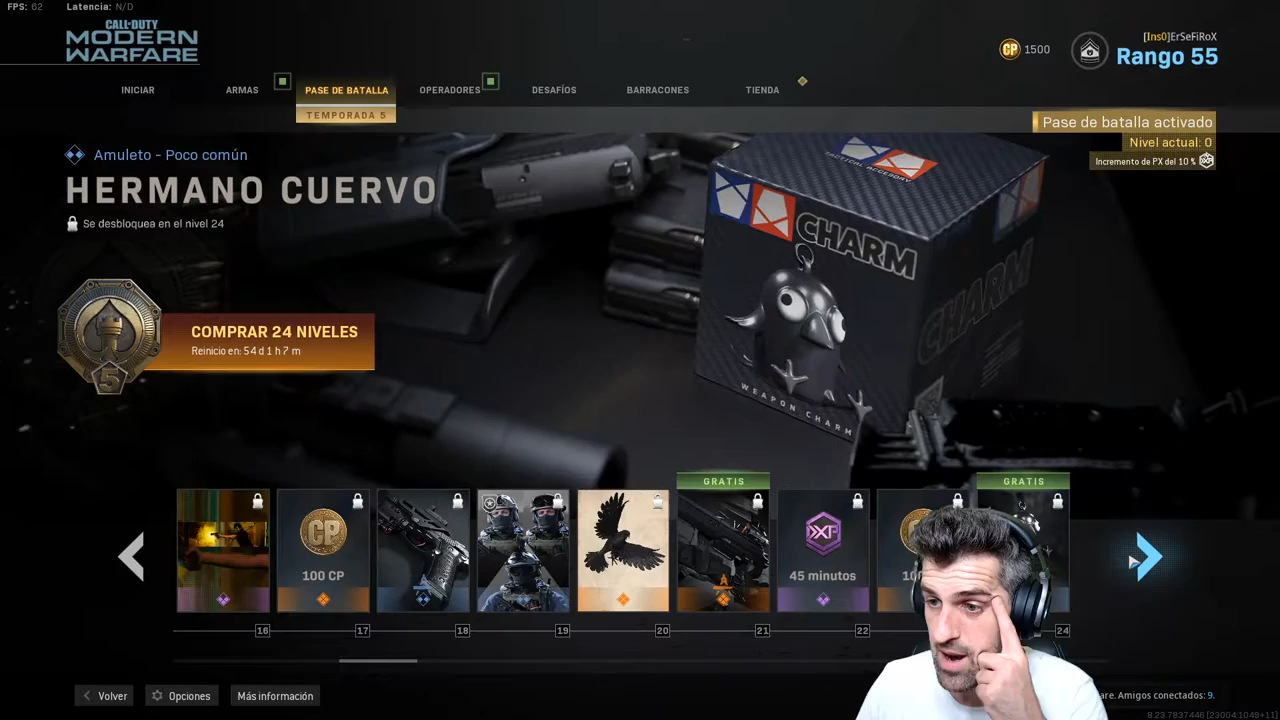 FPS: 62 Latencia: N/D
CALL OF DUTY
MODERN
WARFARE
CP 1500
[Ins0]ErSeFiRoX
Rango 55
INICIAR
ARMAS
PASE DE BATALLA
OPERADORES
DESAFÍOS
BARRACONES
TIENDA
TEMPORADA 5
Pase de batalla activado
Nivel actual: 0
Incremento de PX del 10 %
Amuleto - Poco común
HERMANO CUERVO
Se desbloquea en el nivel 24
COMPRAR 24 NIVELES
Reinicio en: 54 d 1 h 7 m
5
TACTICAL ACCESORY
CHARM
CHARM
WEAPON CHARM
GRATIS
GRATIS
CP
100 CP
XP
45 minutos
16
17
18
19
20
21
22
24
Volver
Opciones
Más información
Amigos conectados: 9.